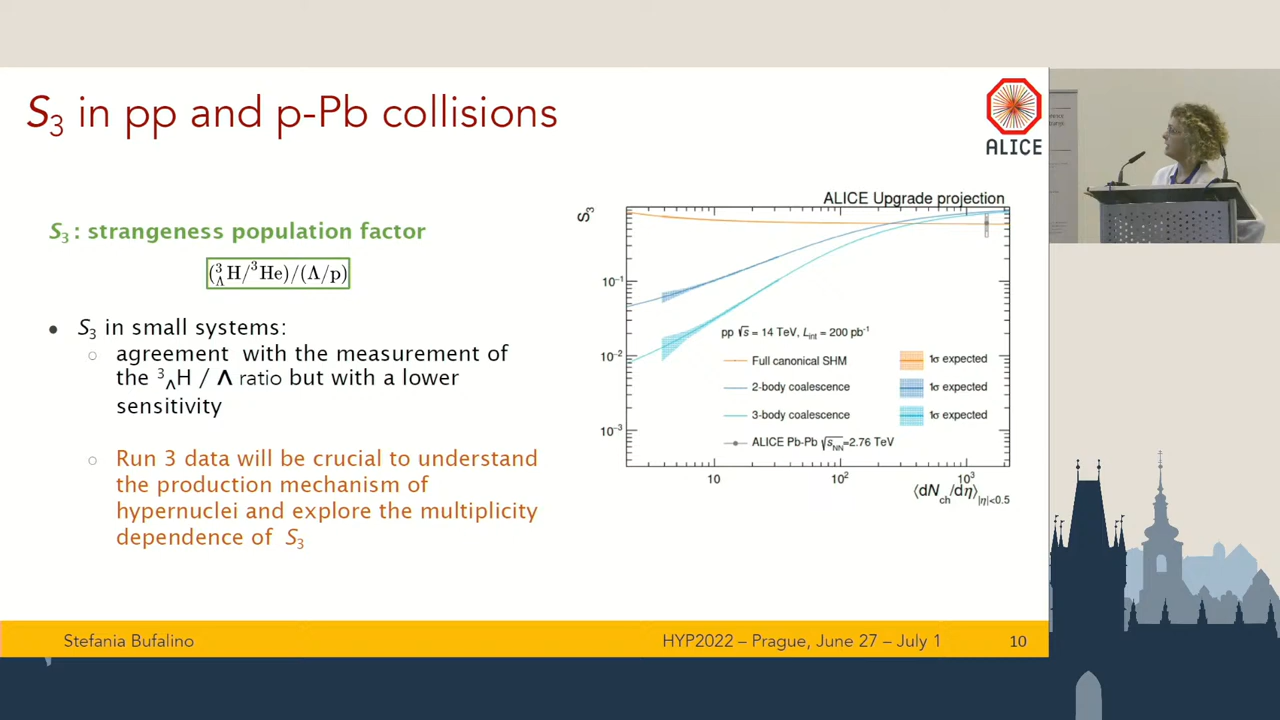 S₃ in pp and p-Pb collisions
ALICE
S₃ : strangeness population factor
(³ΛH/³He)/(Λ/p)
• S₃ in small systems:
○ agreement with the measurement of
the ³ΛH / Λ ratio but with a lower
sensitivity
○ Run 3 data will be crucial to understand
the production mechanism of
hypernuclei and explore the multiplicity
dependence of S₃
ALICE Upgrade projection
S₃
10⁻¹
10⁻²
10⁻³
pp √s = 14 TeV, Lint = 200 pb⁻¹
Full canonical SHM 1σ expected
2-body coalescence 1σ expected
3-body coalescence 1σ expected
ALICE Pb-Pb √sNN=2.76 TeV
10 10² 10³
⟨dNch/dη⟩|η|<0.5
Stefania Bufalino HYP2022 – Prague, June 27 – July 1 10